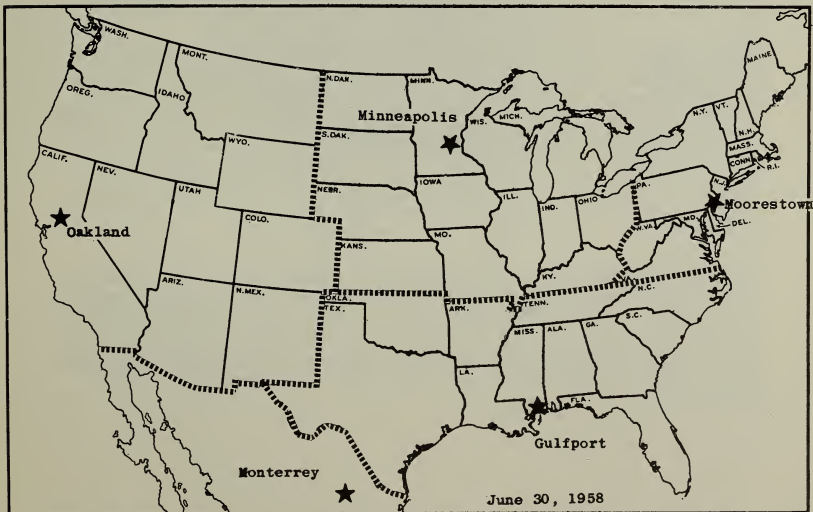 WASH.
MONT.
N.DAK.
MINN.
MAINE
OREG.
IDAHO
Minneapolis
WIS.
MICH.
N.Y.
VT.
N.H.
S.DAK.
WYO.
MASS.
CONN.
R.I.
CALIF.
NEV.
UTAH
NEBR.
IOWA
PA.
N.J.
Moorestown
ILL.
IND.
OHIO
Oakland
COLO.
KANS.
MO.
W.VA.
MD.
DEL.
KY.
ARIZ.
N.MEX.
OKLA.
TEX.
ARK.
TENN.
N.C.
S.C.
MISS.
ALA.
GA.
LA.
FLA.
Gulfport
Monterrey
June 30, 1958